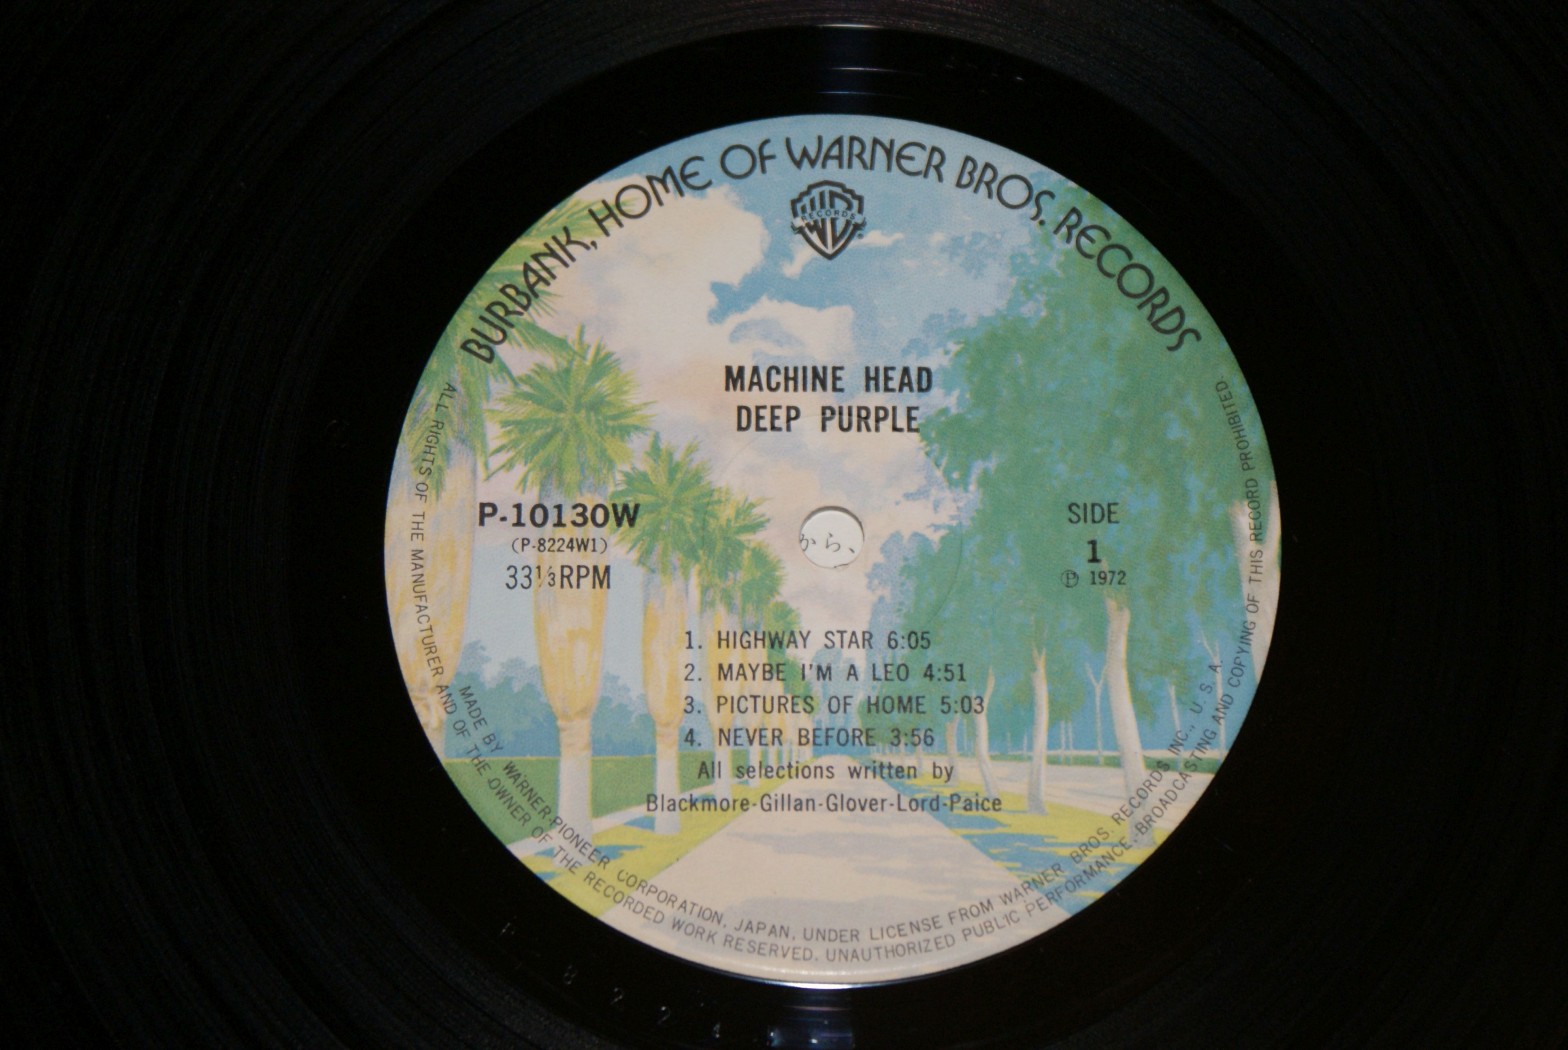 BURBANK, HOME OF WARNER BROS. RECORDS
RECORDS
MACHINE HEAD
DEEP PURPLE
P-10130W
(P-8224W1)
33 1/3 RPM
SIDE
1
Ⓟ 1972
から、
1. HIGHWAY STAR 6:05
2. MAYBE I'M A LEO 4:51
3. PICTURES OF HOME 5:03
4. NEVER BEFORE 3:56
All selections written by
Blackmore-Gillan-Glover-Lord-Paice
MADE BY WARNER-PIONEER CORPORATION, JAPAN, UNDER LICENSE FROM WARNER BROS. RECORDS INC., U.S.A.
ALL RIGHTS OF THE MANUFACTURER AND OF THE OWNER OF THE RECORDED WORK RESERVED. UNAUTHORIZED PUBLIC PERFORMANCE, BROADCASTING AND COPYING OF THIS RECORD PROHIBITED.